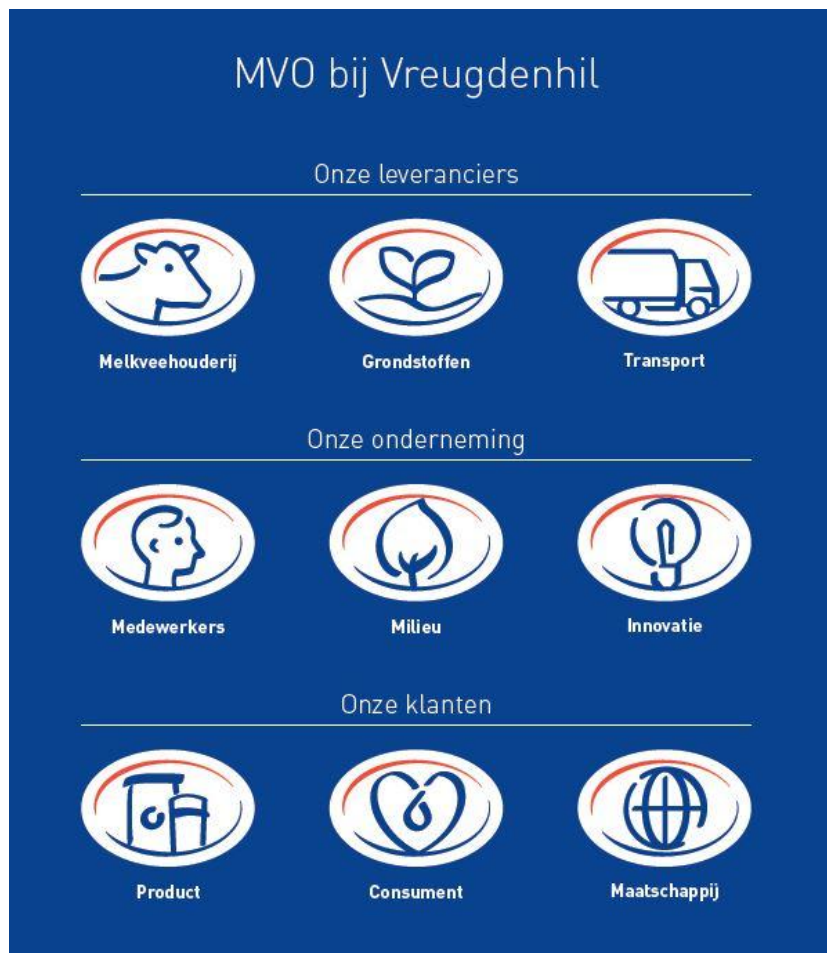 MVO bij Vreugdenhil
Onze leveranciers
Melkveehouderij Grondstoffen Transport
Onze onderneming
Medewerkers Milieu Innovatie
Onze klanten
Product Consument Maatschappij